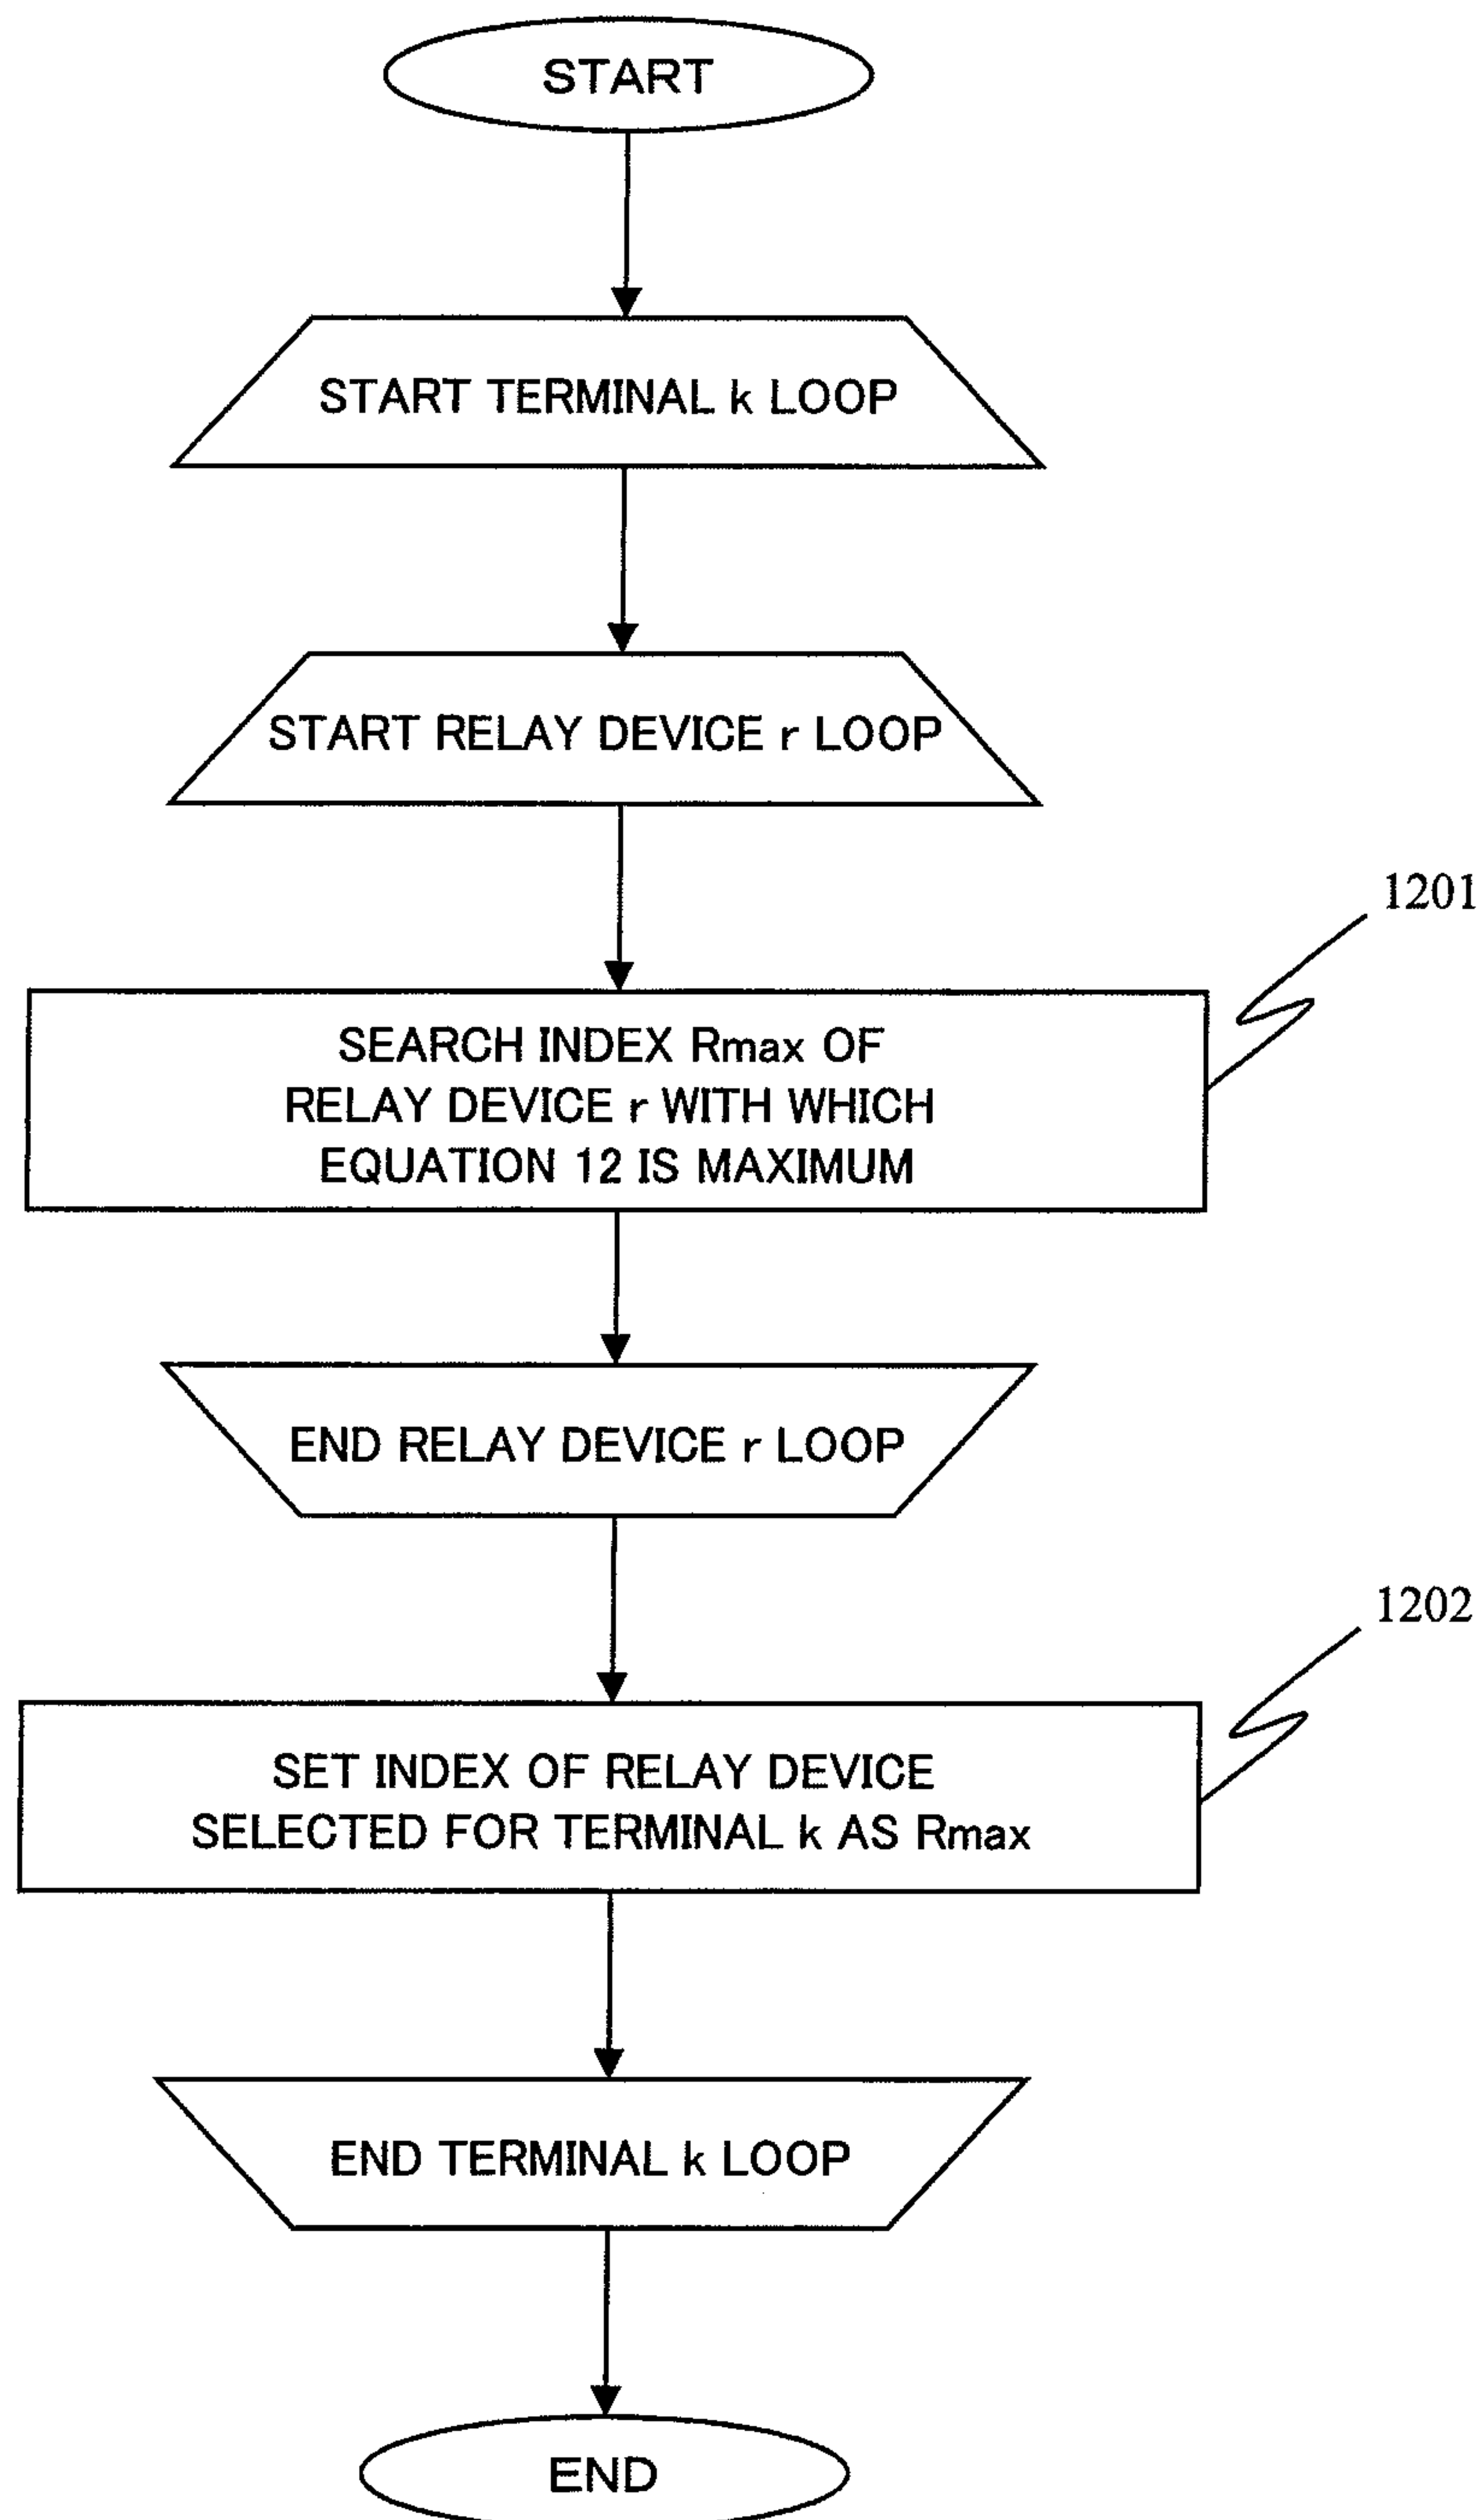 START
START TERMINAL k LOOP
START RELAY DEVICE r LOOP
1201
SEARCH INDEX Rmax OF
RELAY DEVICE r WITH WHICH
EQUATION 12 IS MAXIMUM
END RELAY DEVICE r LOOP
1202
SET INDEX OF RELAY DEVICE
SELECTED FOR TERMINAL k AS Rmax
END TERMINAL k LOOP
END